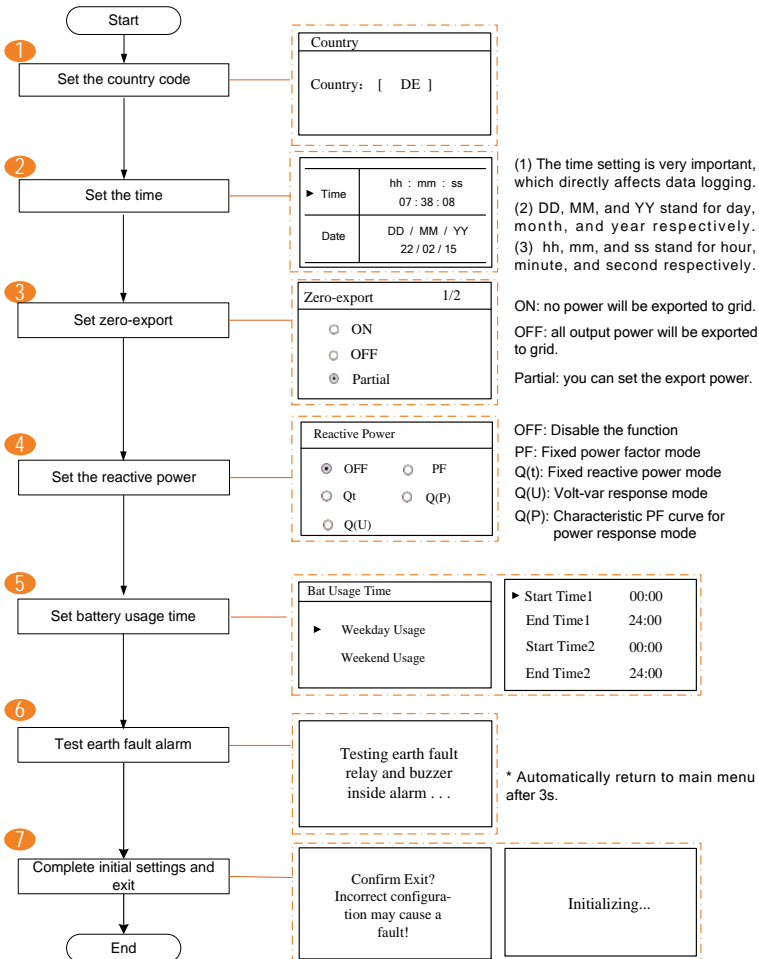 Start
1
Set the country code
Country
Country: [ DE ]
2
Set the time
Time
hh : mm : ss
07 : 38 : 08
Date
DD / MM / YY
22 / 02 / 15
(1) The time setting is very important,
which directly affects data logging.
(2) DD, MM, and YY stand for day,
month, and year respectively.
(3) hh, mm, and ss stand for hour,
minute, and second respectively.
3
Set zero-export
Zero-export 1/2
ON
OFF
Partial
ON: no power will be exported to grid.
OFF: all output power will be exported
to grid.
Partial: you can set the export power.
4
Set the reactive power
Reactive Power
OFF PF
Qt Q(P)
Q(U)
OFF: Disable the function
PF: Fixed power factor mode
Q(t): Fixed reactive power mode
Q(U): Volt-var response mode
Q(P): Characteristic PF curve for
power response mode
5
Set battery usage time
Bat Usage Time
Weekday Usage
Weekend Usage
Start Time1 00:00
End Time1 24:00
Start Time2 00:00
End Time2 24:00
6
Test earth fault alarm
Testing earth fault
relay and buzzer
inside alarm . . .
* Automatically return to main menu
after 3s.
7
Complete initial settings and
exit
Confirm Exit?
Incorrect configura-
tion may cause a
fault!
Initializing...
End